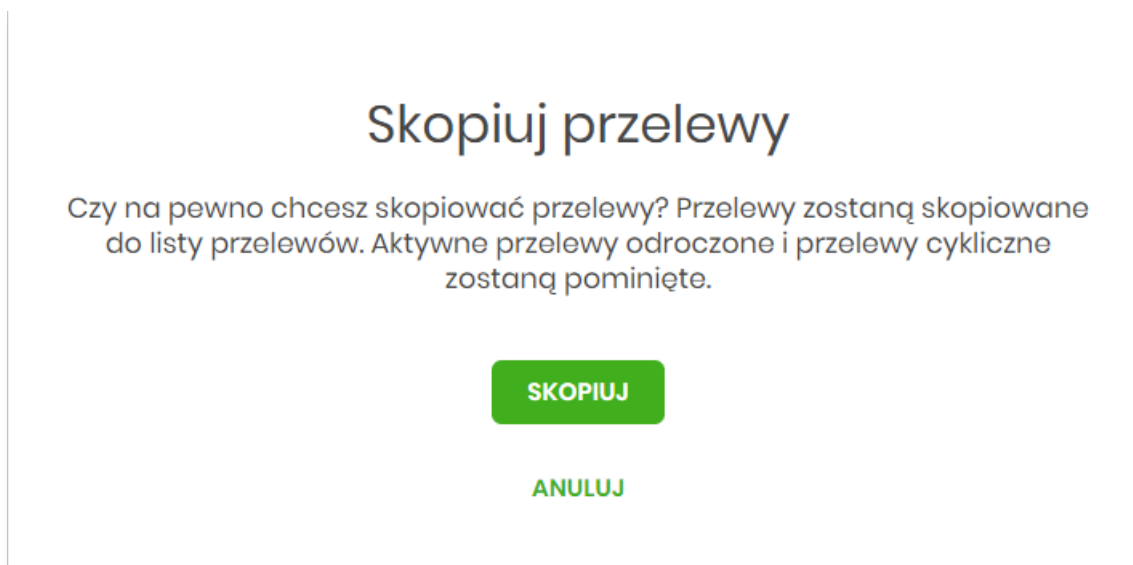 Skopiuj przelewy
Czy na pewno chcesz skopiować przelewy? Przelewy zostaną skopiowane
do listy przelewów. Aktywne przelewy odroczone i przelewy cykliczne
zostaną pominięte.
SKOPIUJ
ANULUJ